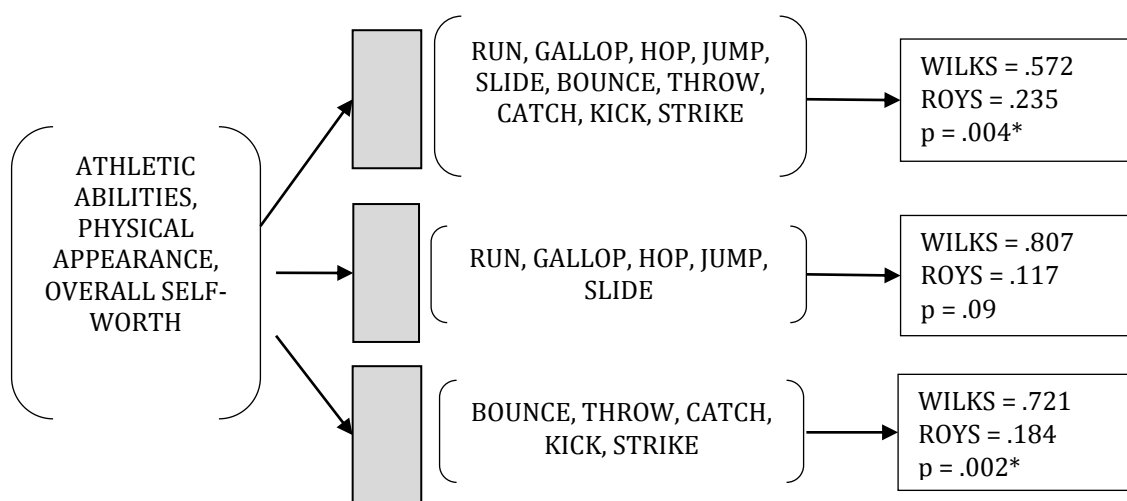 ATHLETIC
ABILITIES,
PHYSICAL
APPEARANCE,
OVERALL SELF-
WORTH
RUN, GALLOP, HOP, JUMP,
SLIDE, BOUNCE, THROW,
CATCH, KICK, STRIKE
WILKS = .572
ROYS = .235
p = .004*
RUN, GALLOP, HOP, JUMP,
SLIDE
WILKS = .807
ROYS = .117
p = .09
BOUNCE, THROW, CATCH,
KICK, STRIKE
WILKS = .721
ROYS = .184
p = .002*